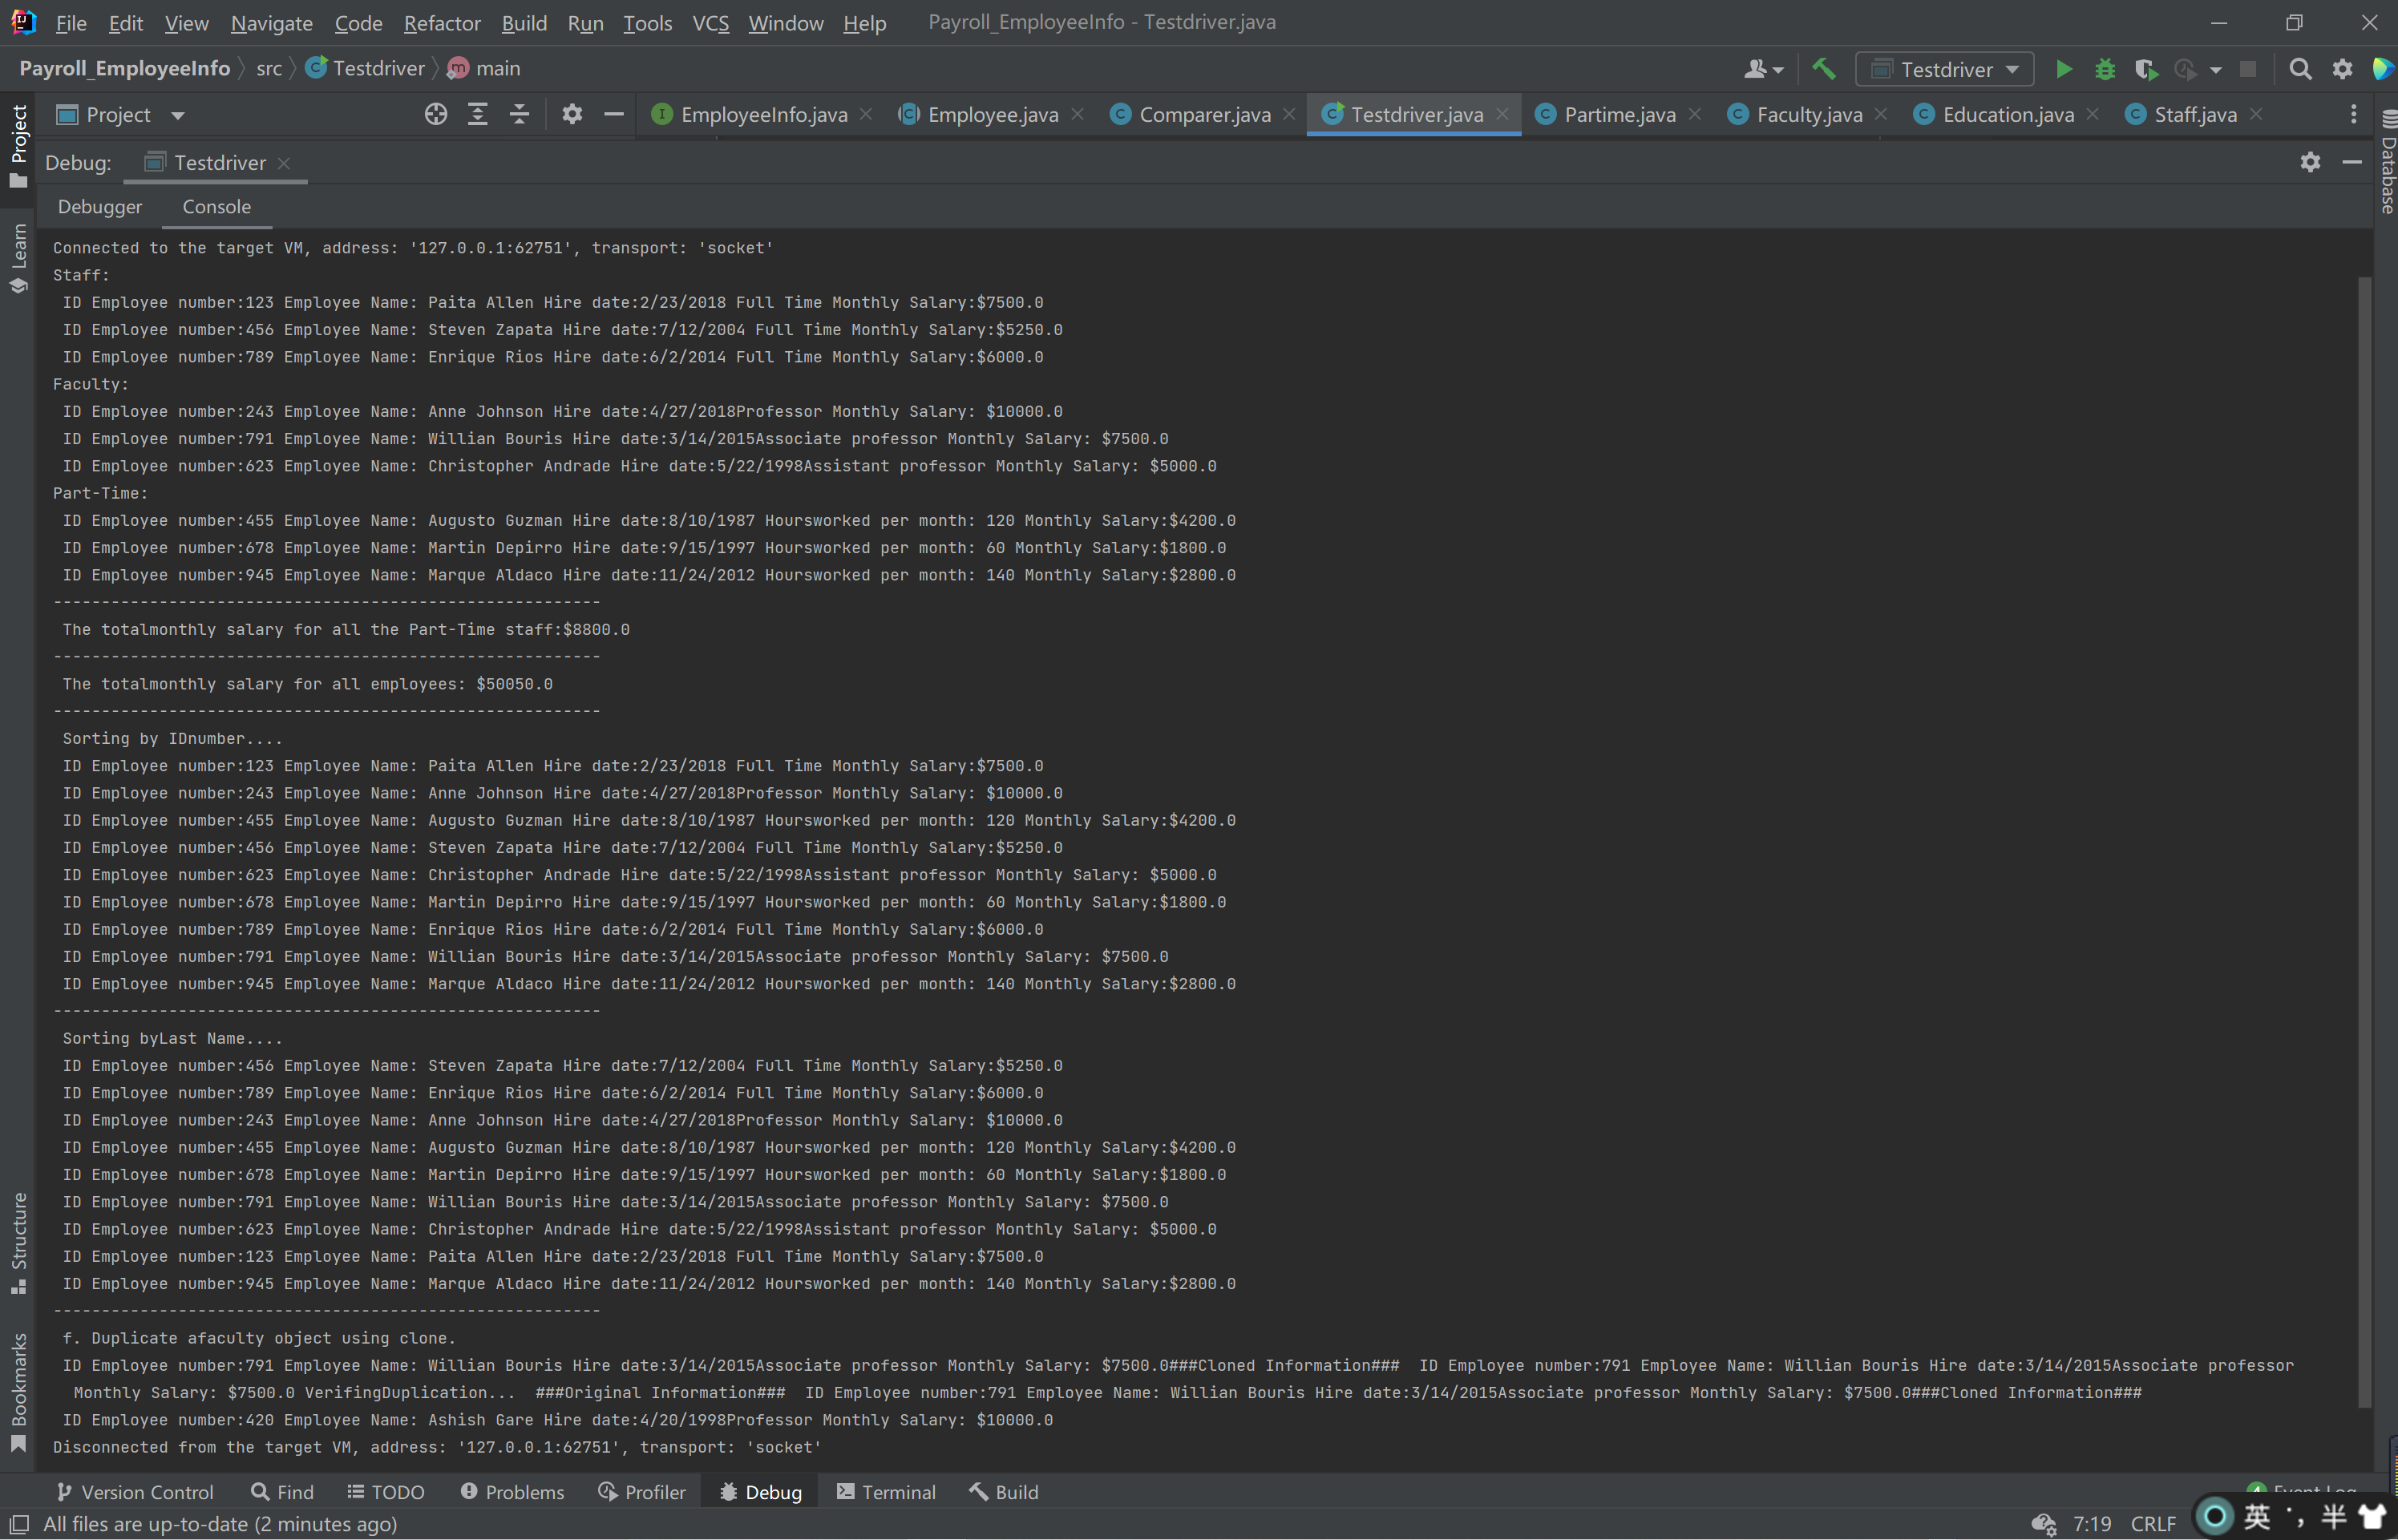 File Edit View Navigate Code Refactor Build Run Tools VCS Window Help Payroll_EmployeeInfo - Testdriver.java
Payroll_EmployeeInfo src Testdriver main Testdriver
Project EmployeeInfo.java Employee.java Comparer.java Testdriver.java Partime.java Faculty.java Education.java Staff.java
Project
Learn
Structure
Bookmarks
Database
Debug: Testdriver
Debugger Console
Connected to the target VM, address: '127.0.0.1:62751', transport: 'socket'
Staff:
ID Employee number:123 Employee Name: Paita Allen Hire date:2/23/2018 Full Time Monthly Salary:$7500.0
ID Employee number:456 Employee Name: Steven Zapata Hire date:7/12/2004 Full Time Monthly Salary:$5250.0
ID Employee number:789 Employee Name: Enrique Rios Hire date:6/2/2014 Full Time Monthly Salary:$6000.0
Faculty:
ID Employee number:243 Employee Name: Anne Johnson Hire date:4/27/2018Professor Monthly Salary: $10000.0
ID Employee number:791 Employee Name: Willian Bouris Hire date:3/14/2015Associate professor Monthly Salary: $7500.0
ID Employee number:623 Employee Name: Christopher Andrade Hire date:5/22/1998Assistant professor Monthly Salary: $5000.0
Part-Time:
ID Employee number:455 Employee Name: Augusto Guzman Hire date:8/10/1987 Hoursworked per month: 120 Monthly Salary:$4200.0
ID Employee number:678 Employee Name: Martin Depirro Hire date:9/15/1997 Hoursworked per month: 60 Monthly Salary:$1800.0
ID Employee number:945 Employee Name: Marque Aldaco Hire date:11/24/2012 Hoursworked per month: 140 Monthly Salary:$2800.0
---------------------------------------------------------
The totalmonthly salary for all the Part-Time staff:$8800.0
---------------------------------------------------------
The totalmonthly salary for all employees: $50050.0
---------------------------------------------------------
Sorting by IDnumber....
ID Employee number:123 Employee Name: Paita Allen Hire date:2/23/2018 Full Time Monthly Salary:$7500.0
ID Employee number:243 Employee Name: Anne Johnson Hire date:4/27/2018Professor Monthly Salary: $10000.0
ID Employee number:455 Employee Name: Augusto Guzman Hire date:8/10/1987 Hoursworked per month: 120 Monthly Salary:$4200.0
ID Employee number:456 Employee Name: Steven Zapata Hire date:7/12/2004 Full Time Monthly Salary:$5250.0
ID Employee number:623 Employee Name: Christopher Andrade Hire date:5/22/1998Assistant professor Monthly Salary: $5000.0
ID Employee number:678 Employee Name: Martin Depirro Hire date:9/15/1997 Hoursworked per month: 60 Monthly Salary:$1800.0
ID Employee number:789 Employee Name: Enrique Rios Hire date:6/2/2014 Full Time Monthly Salary:$6000.0
ID Employee number:791 Employee Name: Willian Bouris Hire date:3/14/2015Associate professor Monthly Salary: $7500.0
ID Employee number:945 Employee Name: Marque Aldaco Hire date:11/24/2012 Hoursworked per month: 140 Monthly Salary:$2800.0
---------------------------------------------------------
Sorting byLast Name....
ID Employee number:456 Employee Name: Steven Zapata Hire date:7/12/2004 Full Time Monthly Salary:$5250.0
ID Employee number:789 Employee Name: Enrique Rios Hire date:6/2/2014 Full Time Monthly Salary:$6000.0
ID Employee number:243 Employee Name: Anne Johnson Hire date:4/27/2018Professor Monthly Salary: $10000.0
ID Employee number:455 Employee Name: Augusto Guzman Hire date:8/10/1987 Hoursworked per month: 120 Monthly Salary:$4200.0
ID Employee number:678 Employee Name: Martin Depirro Hire date:9/15/1997 Hoursworked per month: 60 Monthly Salary:$1800.0
ID Employee number:791 Employee Name: Willian Bouris Hire date:3/14/2015Associate professor Monthly Salary: $7500.0
ID Employee number:623 Employee Name: Christopher Andrade Hire date:5/22/1998Assistant professor Monthly Salary: $5000.0
ID Employee number:123 Employee Name: Paita Allen Hire date:2/23/2018 Full Time Monthly Salary:$7500.0
ID Employee number:945 Employee Name: Marque Aldaco Hire date:11/24/2012 Hoursworked per month: 140 Monthly Salary:$2800.0
---------------------------------------------------------
f. Duplicate afaculty object using clone.
ID Employee number:791 Employee Name: Willian Bouris Hire date:3/14/2015Associate professor Monthly Salary: $7500.0###Cloned Information### ID Employee number:791 Employee Name: Willian Bouris Hire date:3/14/2015Associate professor
Monthly Salary: $7500.0 VerifingDuplication... ###Original Information### ID Employee number:791 Employee Name: Willian Bouris Hire date:3/14/2015Associate professor Monthly Salary: $7500.0###Cloned Information###
ID Employee number:420 Employee Name: Ashish Gare Hire date:4/20/1998Professor Monthly Salary: $10000.0
Disconnected from the target VM, address: '127.0.0.1:62751', transport: 'socket'
Version Control Find TODO Problems Profiler Debug Terminal Build
All files are up-to-date (2 minutes ago) 7:19 CRLF 英 半